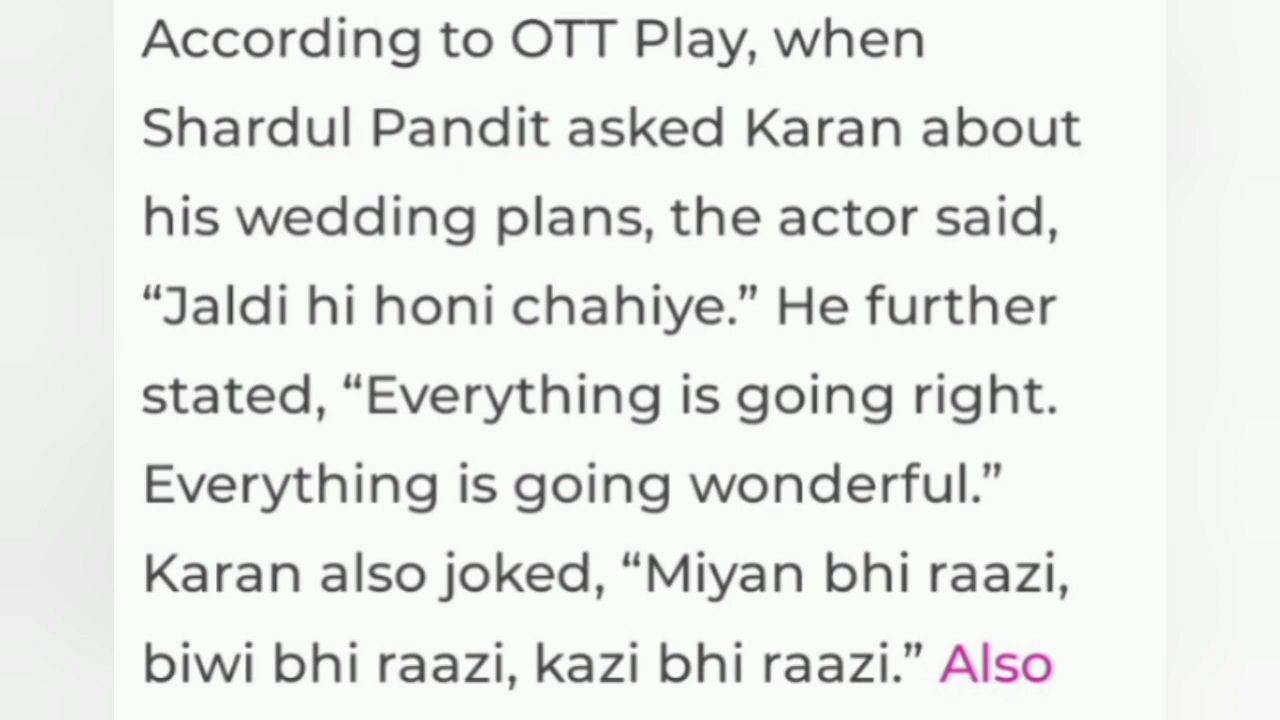 According to OTT Play, when
Shardul Pandit asked Karan about
his wedding plans, the actor said,
“Jaldi hi honi chahiye.” He further
stated, “Everything is going right.
Everything is going wonderful.”
Karan also joked, “Miyan bhi raazi,
biwi bhi raazi, kazi bhi raazi.” Also